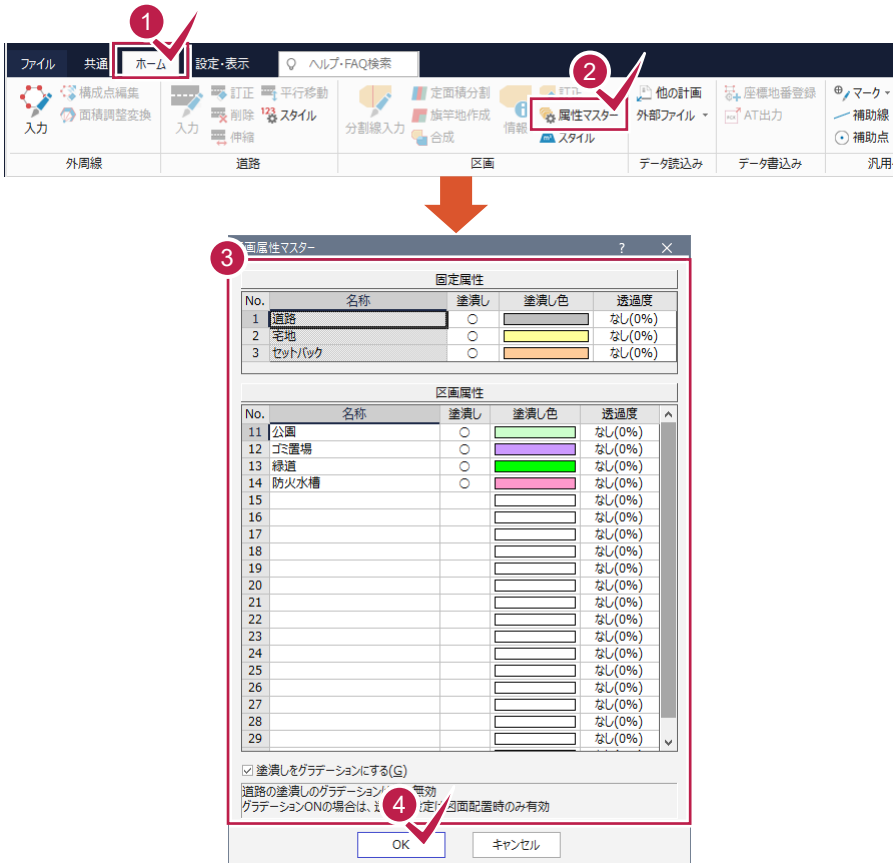 1
2
ファイル 共通 ホーム 設定・表示 ヘルプ・FAQ検索
構成点編集 訂正 平行移動 定面積分割 訂正 他の計画 座標地番登録 マーク
面積調整変換 削除 スタイル 旗竿地作成 属性マスター 外部ファイル AT出力 補助線
入力 入力 伸縮 分割線入力 合成 情報 スタイル 補助点
外周線 道路 区画 データ読込み データ書込み 汎用
3
画属性マスター ? ×
固定属性
No. 名称 塗潰し 塗潰し色 透過度
1 道路 ○ なし(0%)
2 宅地 ○ なし(0%)
3 セットバック ○ なし(0%)
区画属性
No. 名称 塗潰し 塗潰し色 透過度
11 公園 ○ なし(0%)
12 ゴミ置場 ○ なし(0%)
13 緑道 ○ なし(0%)
14 防火水槽 ○ なし(0%)
15 なし(0%)
16 なし(0%)
17 なし(0%)
18 なし(0%)
19 なし(0%)
20 なし(0%)
21 なし(0%)
22 なし(0%)
23 なし(0%)
24 なし(0%)
25 なし(0%)
26 なし(0%)
27 なし(0%)
28 なし(0%)
29 なし(0%)
塗潰しをグラデーションにする(G)
道路の塗潰しのグラデーション 無効
グラデーションONの場合は、 定は図面配置時のみ有効
4
OK キャンセル